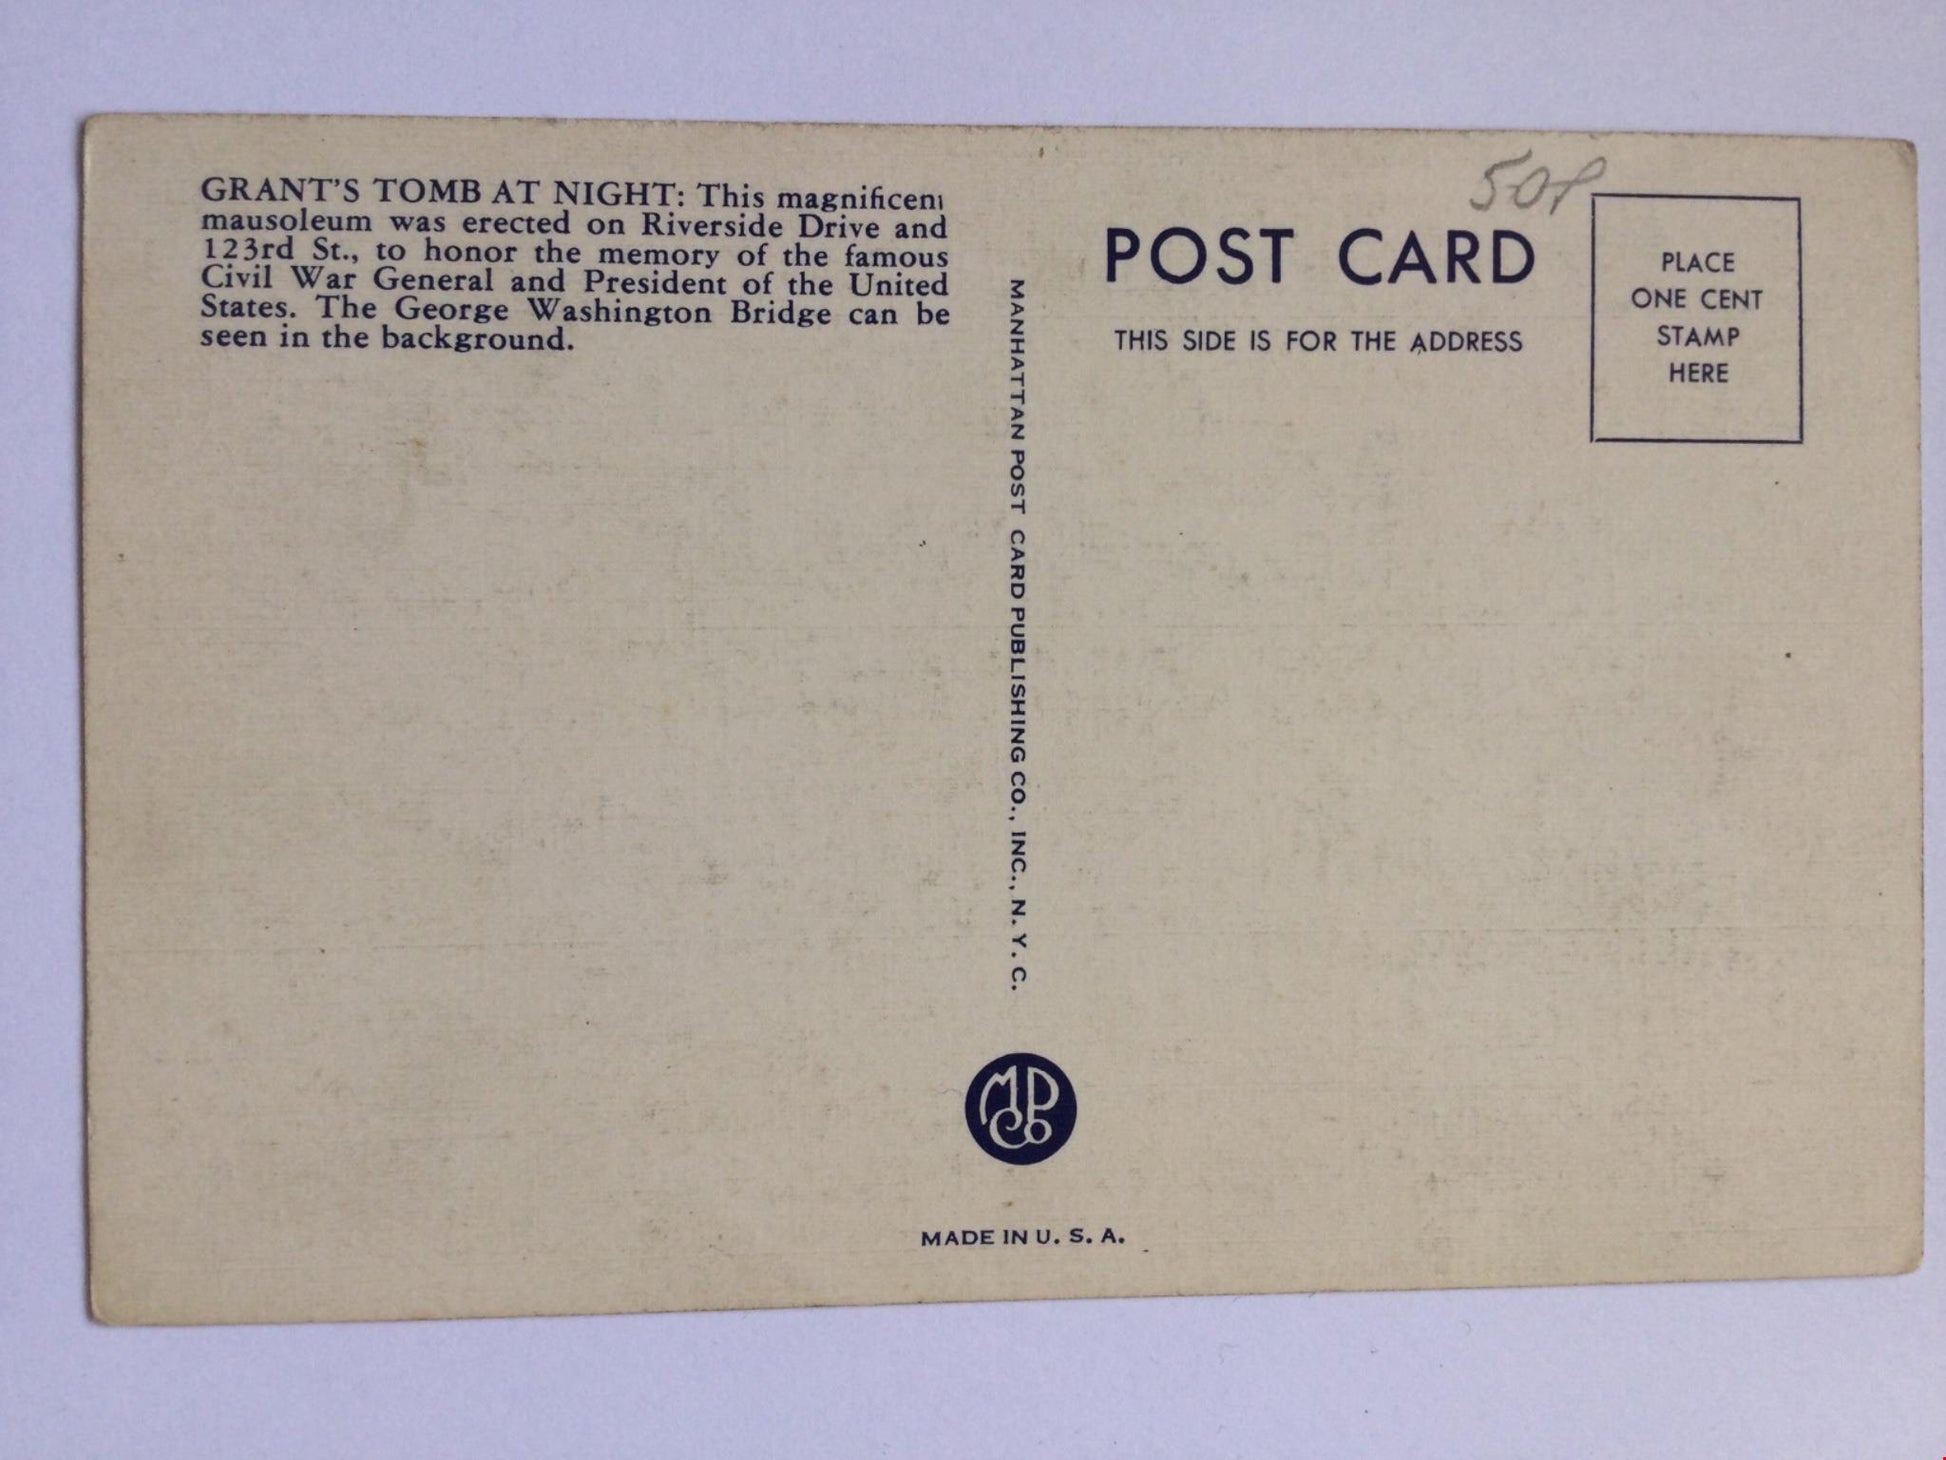 GRANT'S TOMB AT NIGHT: This magnificent
mausoleum was erected on Riverside Drive and
123rd St., to honor the memory of the famous
Civil War General and President of the United
States. The George Washington Bridge can be
seen in the background.
MANHATTAN POST CARD PUBLISHING CO., INC., N. Y. C.
MPCo
MADE IN U. S. A.
50p
POST CARD
THIS SIDE IS FOR THE ADDRESS
PLACE
ONE CENT
STAMP
HERE